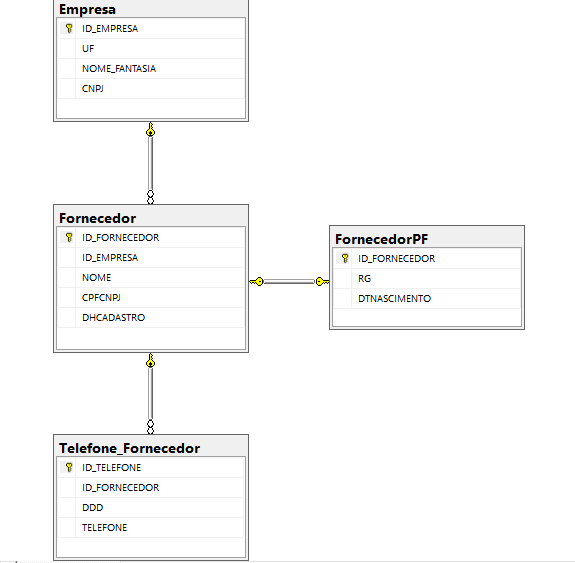 Empresa
ID_EMPRESA
UF
NOME_FANTASIA
CNPJ
Fornecedor
ID_FORNECEDOR
ID_EMPRESA
NOME
CPFCNPJ
DHCADASTRO
FornecedorPF
ID_FORNECEDOR
RG
DTNASCIMENTO
Telefone_Fornecedor
ID_TELEFONE
ID_FORNECEDOR
DDD
TELEFONE